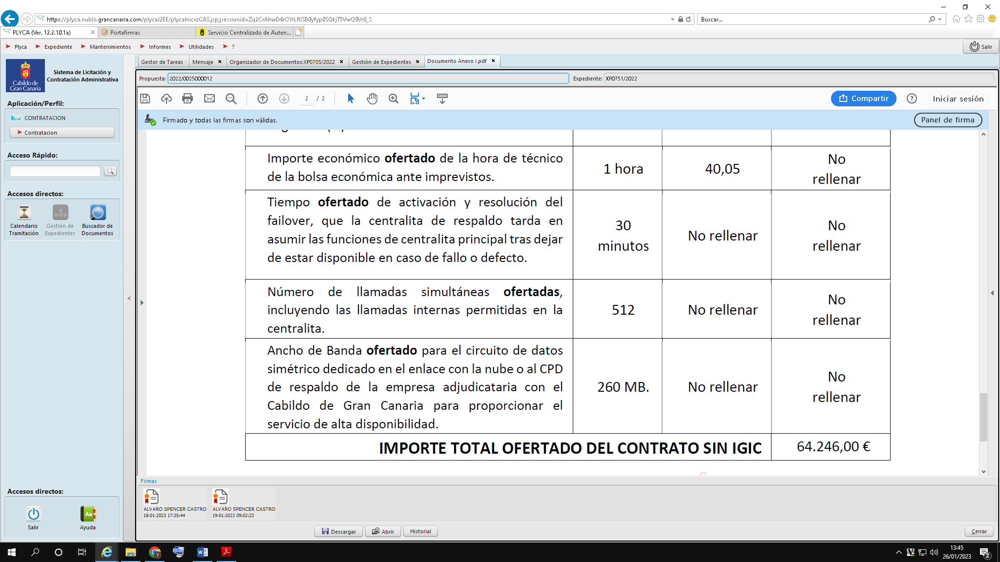 https://plyca.nublo.grancanaria.com/plycaJ2EE/plycaInicioCAS.jsp;jsessionid=Zq2CrAhwD4rOYrLRISB0yfyp0SQkjT5VwQ9Vr8_S
Buscar...
PLYCA (Ver. 12.2.10.1a)
Portafirmas
Servicio Centralizado de Auten...
Plyca
Expediente
Mantenimientos
Informes
Utilidades
?
Salir
Cabildo de
Gran Canaria
Sistema de Licitación y
Contratación Administrativa
Aplicación/Perfil:
CONTRATACION
Contratacion
Acceso Rápido:
Accesos directos:
Calendario
Tramitación
Gestión de
Expedientes
Buscador de
Documentos
Accesos directos:
Salir
Ayuda
<
Gestor de Tareas
Mensaje
Organizador de Documentos:XP0705/2022
Gestión de Expedientes
Documento Anexo I.pdf
Propuesta: 2022/0025000012
Expediente: XP0751/2022
2 / 2
Compartir
Iniciar sesión
Firmado y todas las firmas son válidas.
Panel de firma
Importe económico ofertado de la hora de técnico
de la bolsa económica ante imprevistos.
1 hora
40,05
No
rellenar
Tiempo ofertado de activación y resolución del
failover, que la centralita de respaldo tarda en
asumir las funciones de centralita principal tras dejar
de estar disponible en caso de fallo o defecto.
30
minutos
No rellenar
No
rellenar
Número de llamadas simultáneas ofertadas,
incluyendo las llamadas internas permitidas en la
centralita.
512
No rellenar
No
rellenar
Ancho de Banda ofertado para el circuito de datos
simétrico dedicado en el enlace con la nube o al CPD
de respaldo de la empresa adjudicataria con el
Cabildo de Gran Canaria para proporcionar el
servicio de alta disponibilidad.
260 MB.
No rellenar
No
rellenar
IMPORTE TOTAL OFERTADO DEL CONTRATO SIN IGIC
64.246,00 €
Firmas
ALVARO SPENCER CASTRO
18-01-2023 17:35:44
ALVARO SPENCER CASTRO
19-01-2023 09:02:23
Descargar
Abrir
Historial
Cerrar
13:45
26/01/2023
2